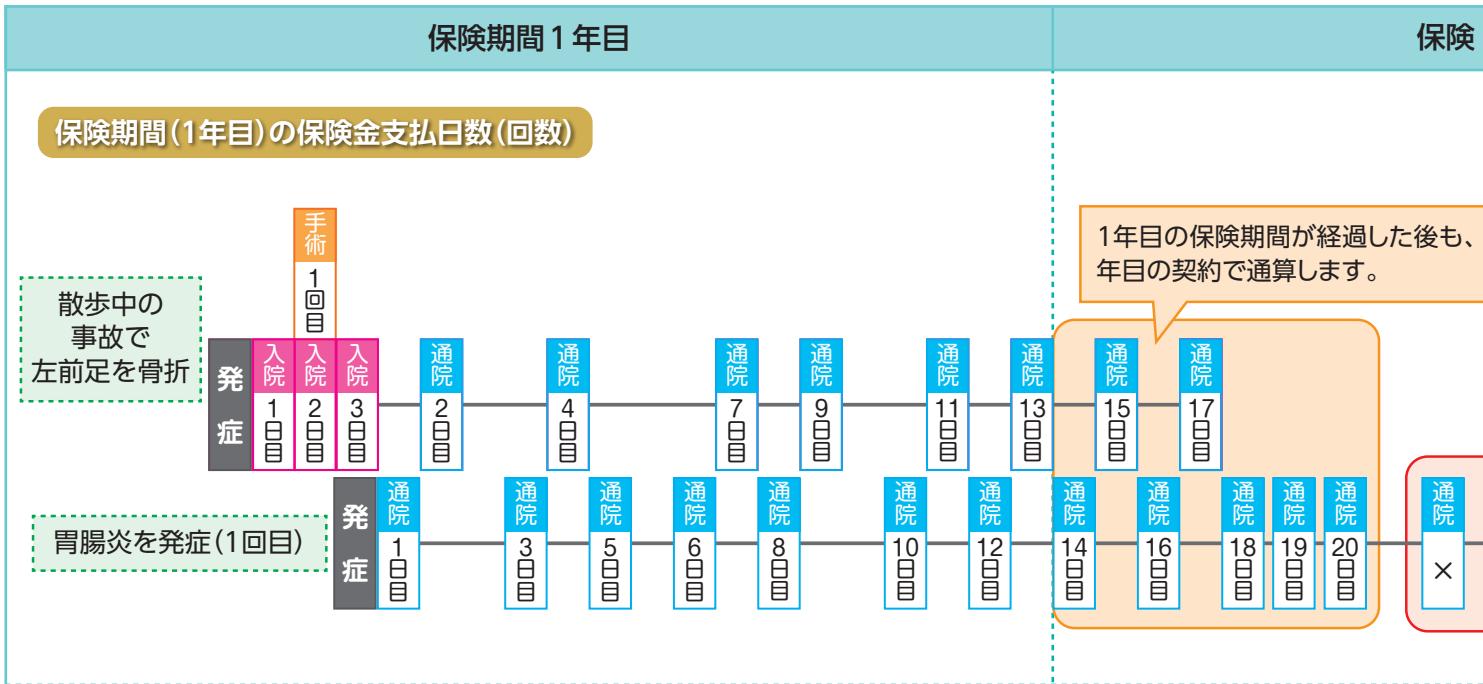 保険期間1年目
保険
保険期間(1年目)の保険金支払日数(回数)
1年目の保険期間が経過した後も、
年目の契約で通算します。
散歩中の
事故で
左前足を骨折
発症
手術
1回目
入院
1日目
入院
2日目
入院
3日目
通院
2日目
通院
4日目
通院
7日目
通院
9日目
通院
11日目
通院
13日目
通院
15日目
通院
17日目
胃腸炎を発症(1回目)
発症
通院
1日目
通院
3日目
通院
5日目
通院
6日目
通院
8日目
通院
10日目
通院
12日目
通院
14日目
通院
16日目
通院
18日目
通院
19日目
通院
20日目
通院
×